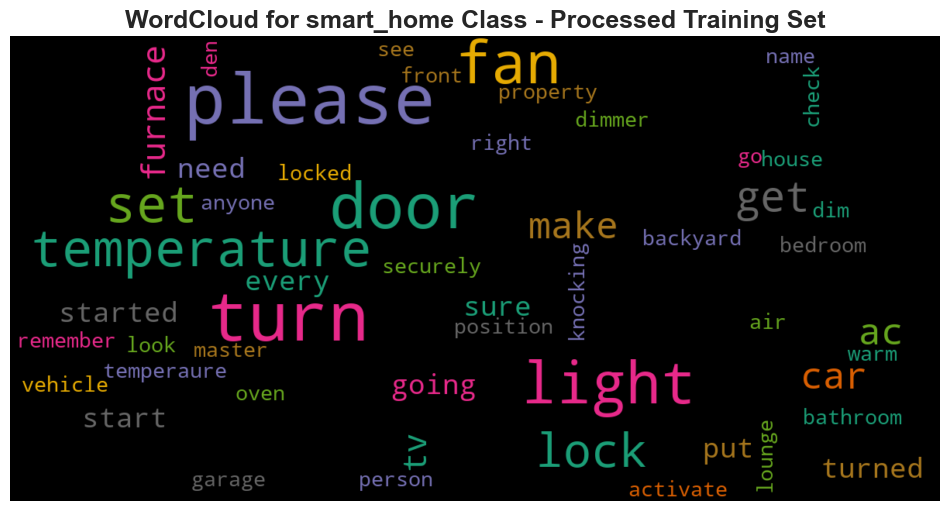 WordCloud for smart_home Class - Processed Training Set
see
den
furnace
front
fan
name
check
please
property
dimmer
right
go
house
need
locked
set
anyone
door
get
dim
make
backyard
bedroom
temperature
securely
knocking
every
started
turn
sure
position
air
ac
remember
look
master
warm
temperaure
vehicle
oven
going
light
car
start
bathroom
tv
lock
put
lounge
turned
garage
person
activate